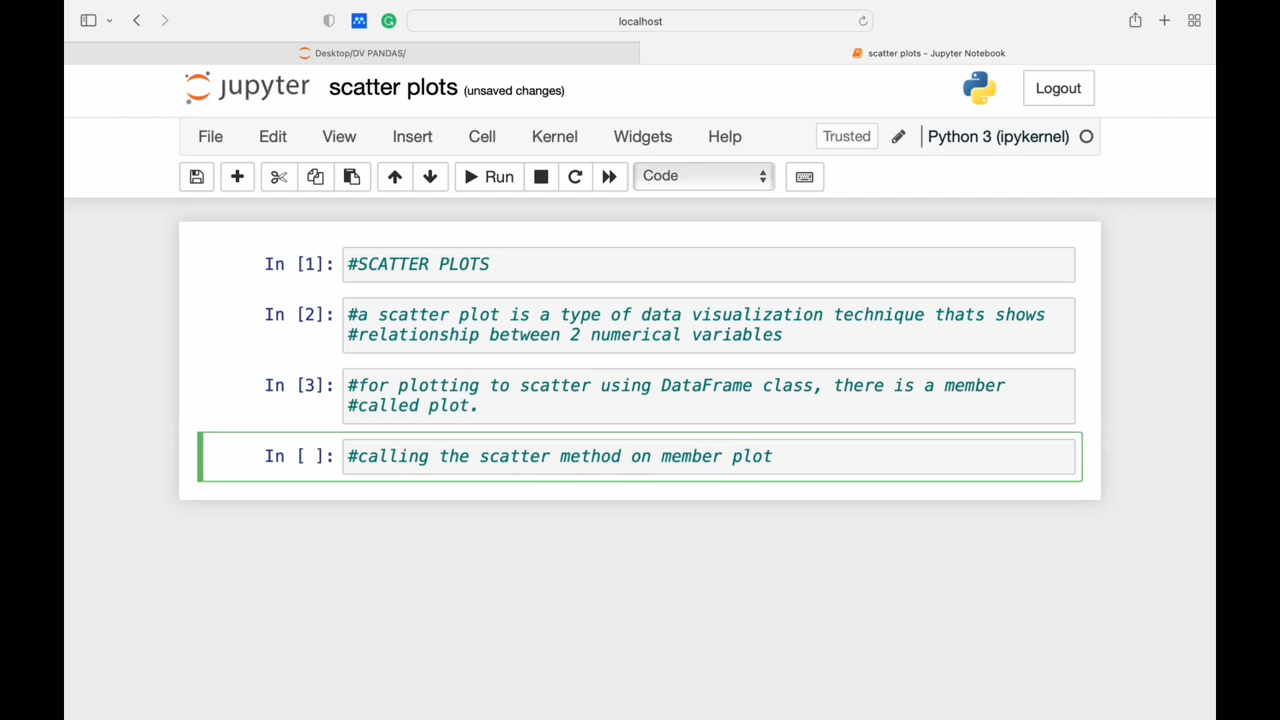 localhost
Desktop/DV PANDAS/
scatter plots - Jupyter Notebook
jupyter scatter plots (unsaved changes)
Logout
File Edit View Insert Cell Kernel Widgets Help Trusted Python 3 (ipykernel)
Run Code
In [1]: #SCATTER PLOTS
In [2]: #a scatter plot is a type of data visualization technique thats shows
#relationship between 2 numerical variables
In [3]: #for plotting to scatter using DataFrame class, there is a member
#called plot.
In [ ]: #calling the scatter method on member plot